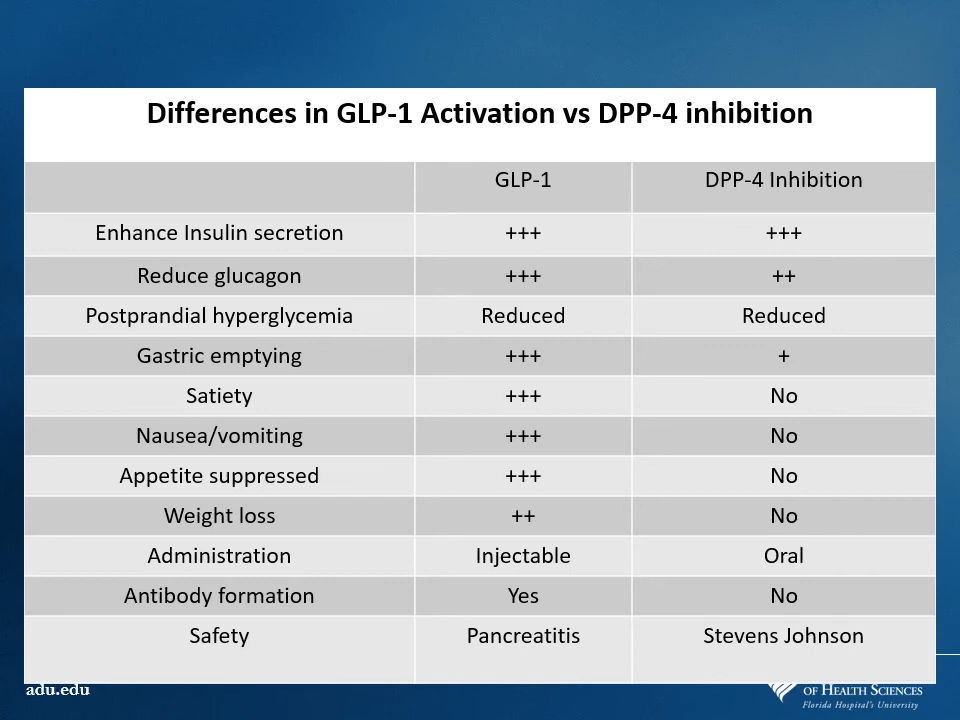 Differences in GLP-1 Activation vs DPP-4 inhibition
GLP-1 DPP-4 Inhibition
Enhance Insulin secretion +++ +++
Reduce glucagon +++ ++
Postprandial hyperglycemia Reduced Reduced
Gastric emptying +++ +
Satiety +++ No
Nausea/vomiting +++ No
Appetite suppressed +++ No
Weight loss ++ No
Administration Injectable Oral
Antibody formation Yes No
Safety Pancreatitis Stevens Johnson
adu.edu
OF HEALTH SCIENCES
Florida Hospital's University